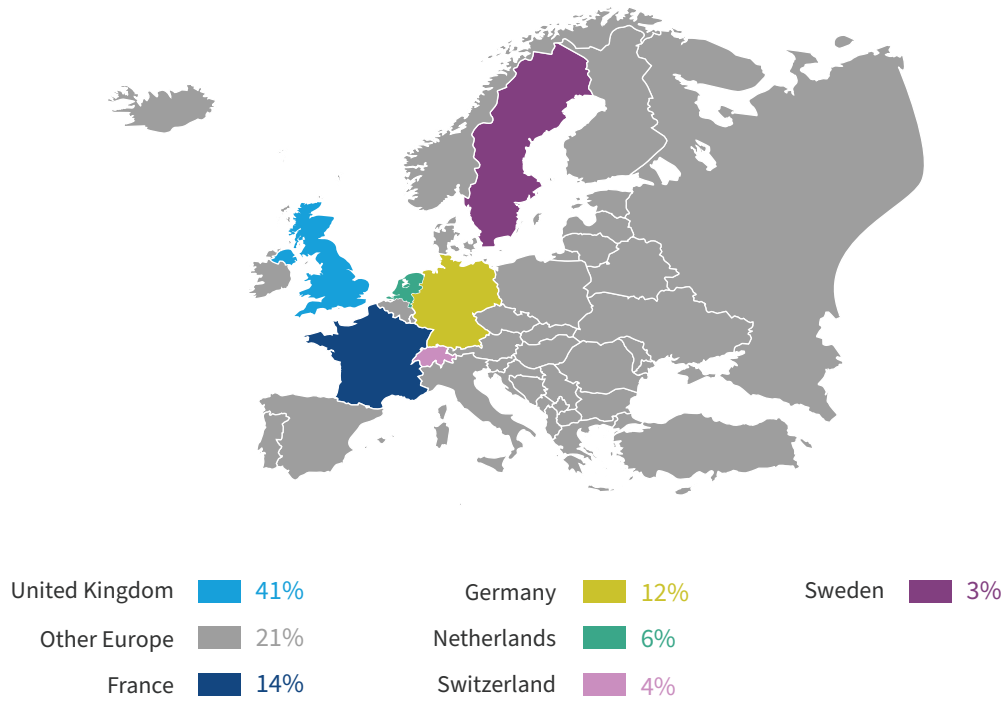 United Kingdom 41%
Other Europe 21%
France 14%
Germany 12%
Netherlands 6%
Switzerland 4%
Sweden 3%